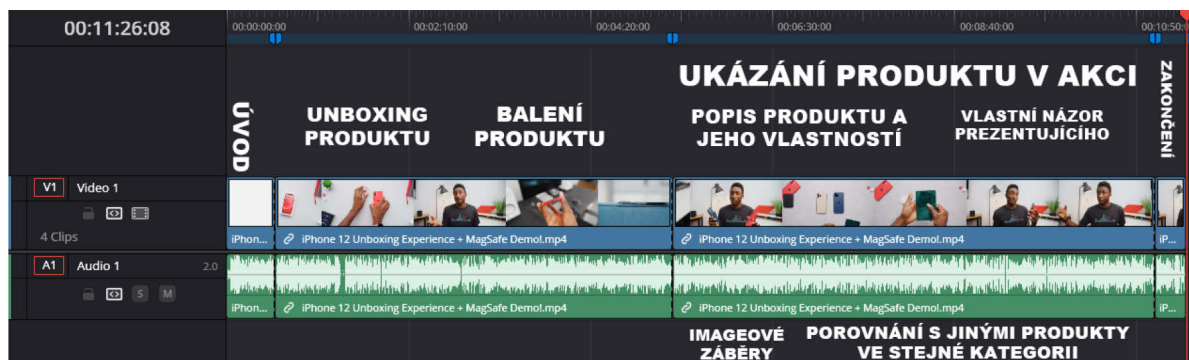 00:11:26:08
00:00:00:00
00:02:10:00
00:04:20:00
00:06:30:00
00:08:40:00
00:10:50:
UKÁZÁNÍ PRODUKTU V AKCI
ÚVOD
UNBOXING
PRODUKTU
BALENÍ
PRODUKTU
POPIS PRODUKTU A
JEHO VLASTNOSTÍ
VLASTNÍ NÁZOR
PREZENTUJÍCÍHO
ZAKONČENÍ
V1 Video 1
4 Clips
iPhon...
iPhone 12 Unboxing Experience + MagSafe Demo!.mp4
iPhone 12 Unboxing Experience + MagSafe Demo!.mp4
iP...
A1 Audio 1 2.0
S M
iPhon...
iPhone 12 Unboxing Experience + MagSafe Demo!.mp4
iPhone 12 Unboxing Experience + MagSafe Demo!.mp4
iP...
IMAGEOVÉ
ZÁBĚRY
POROVNÁNÍ S JINÝMI PRODUKTY
VE STEJNÉ KATEGORII